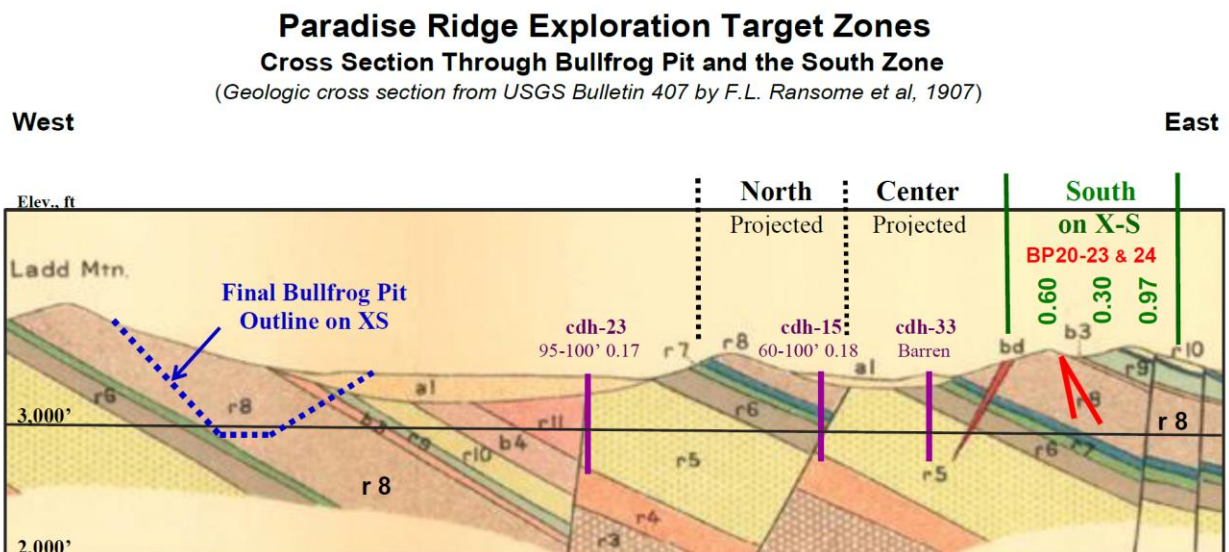 Paradise Ridge Exploration Target Zones
Cross Section Through Bullfrog Pit and the South Zone
(Geologic cross section from USGS Bulletin 407 by F.L. Ransome et al, 1907)
West
East
Elev., ft
North
Projected
Center
Projected
South
on X-S
BP20-23 & 24
0.60
0.30
0.97
Ladd Mtn.
Final Bullfrog Pit
Outline on XS
cdh-23
95-100' 0.17
r7
r8
cdh-15
60-100' 0.18
al
cdh-33
Barren
bd
b3
r9
r10
r6
r8
al
3,000'
b3
r9
r10
b4
r11
r5
r6
r5
r6
r7
r8
r 8
r 8
r4
r3
2,000'